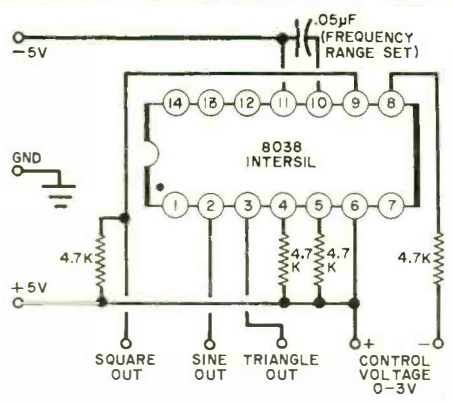 .05µF
(FREQUENCY
RANGE SET)
−5V
14 13 12 11 10 9 8
8038
INTERSIL
GND
1 2 3 4 5 6 7
4.7K
4.7
K
4.7
K
4.7K
+5V
+ −
SQUARE
OUT
SINE
OUT
TRIANGLE
OUT
CONTROL
VOLTAGE
0-3V